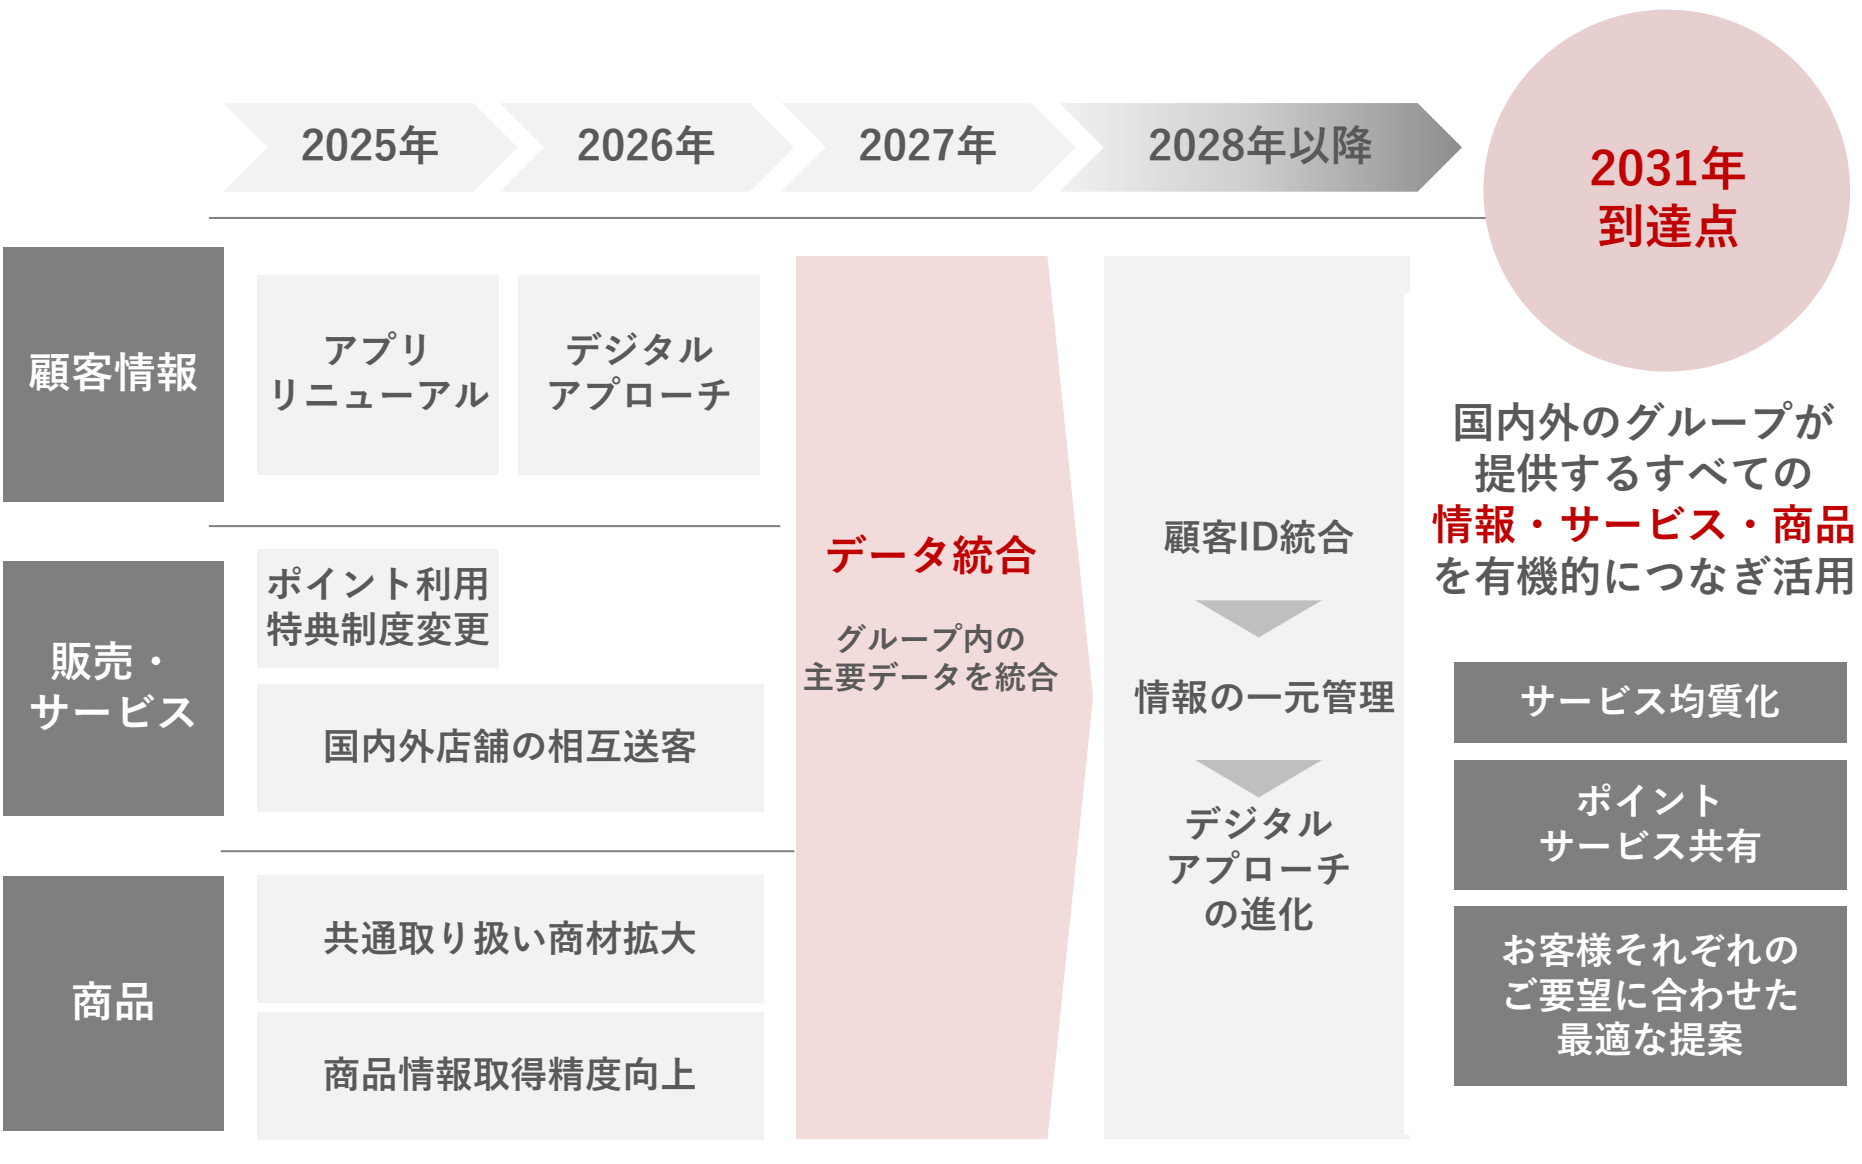 2025年
2026年
2027年
2028年以降
2031年
到達点
顧客情報
アプリ
リニューアル
デジタル
アプローチ
販売・
サービス
ポイント利用
特典制度変更
国内外店舗の相互送客
商品
共通取り扱い商材拡大
商品情報取得精度向上
データ統合
グループ内の
主要データを統合
顧客ID統合
情報の一元管理
デジタル
アプローチ
の進化
国内外のグループが
提供するすべての
情報・サービス・商品
を有機的につなぎ活用
サービス均質化
ポイント
サービス共有
お客様それぞれの
ご要望に合わせた
最適な提案